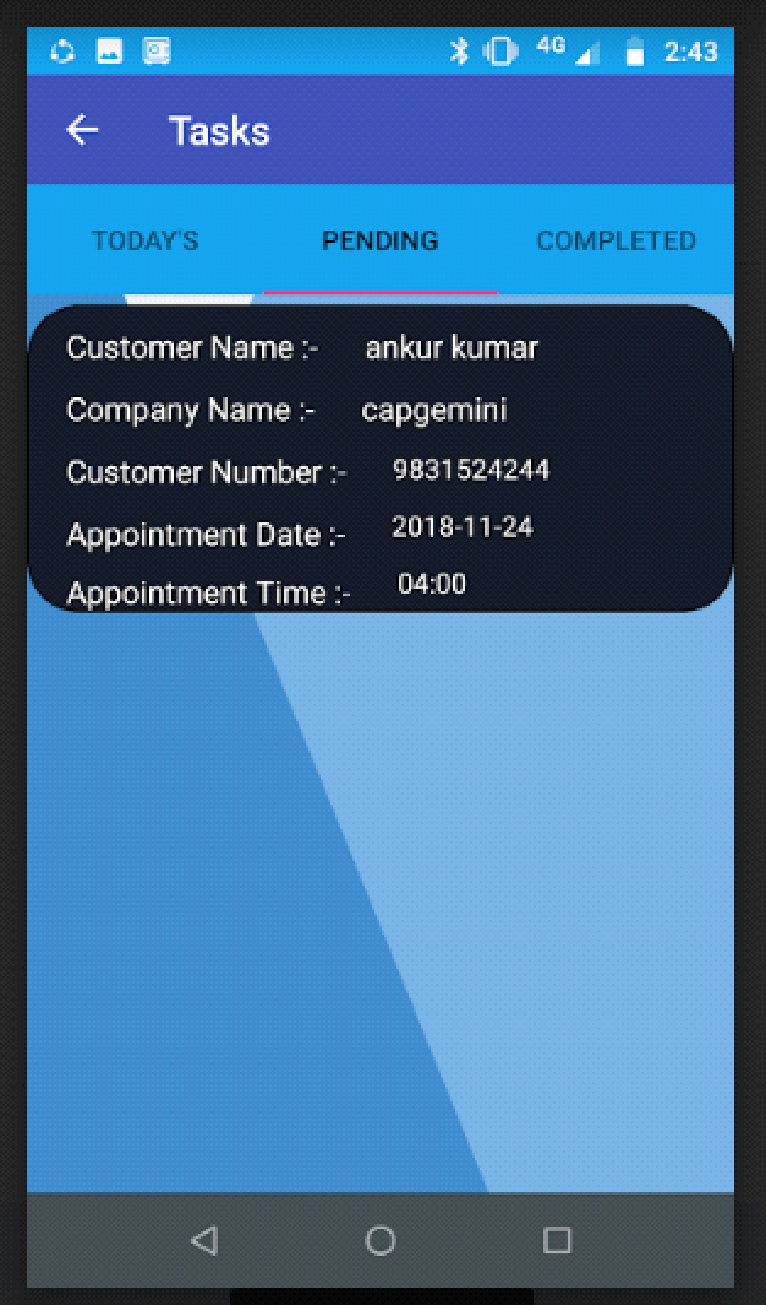 4G 2:43
Tasks
TODAY'S PENDING COMPLETED
Customer Name :- ankur kumar
Company Name :- capgemini
Customer Number :- 9831524244
Appointment Date :- 2018-11-24
Appointment Time :- 04:00